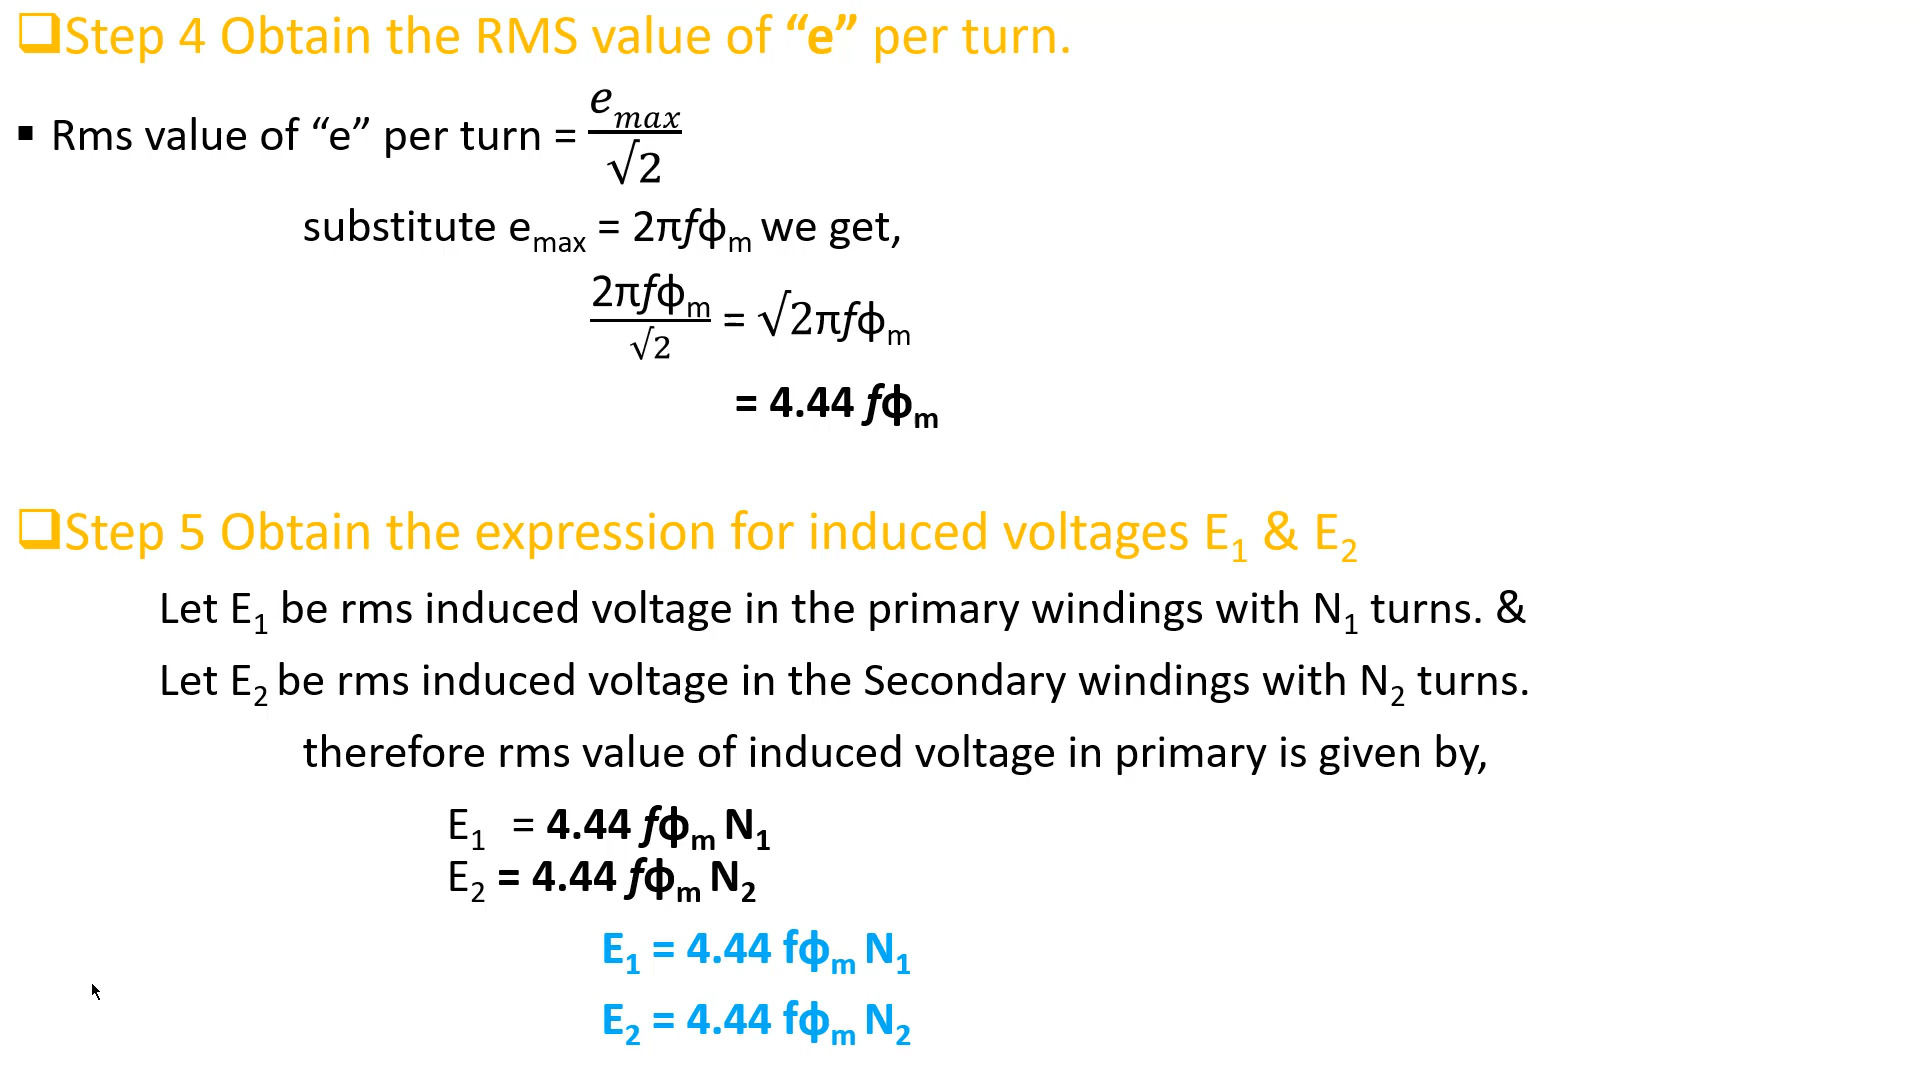 ❑Step 4 Obtain the RMS value of “e” per turn.
▪ Rms value of “e” per turn = e_max/√2
substitute e_max = 2πfϕ_m we get,
2πfϕ_m/√2 = √2πfϕ_m
= 4.44 fϕ_m
❑Step 5 Obtain the expression for induced voltages E_1 & E_2
Let E_1 be rms induced voltage in the primary windings with N_1 turns. &
Let E_2 be rms induced voltage in the Secondary windings with N_2 turns.
therefore rms value of induced voltage in primary is given by,
E_1 = 4.44 fϕ_m N_1
E_2 = 4.44 fϕ_m N_2
E_1 = 4.44 fϕ_m N_1
E_2 = 4.44 fϕ_m N_2